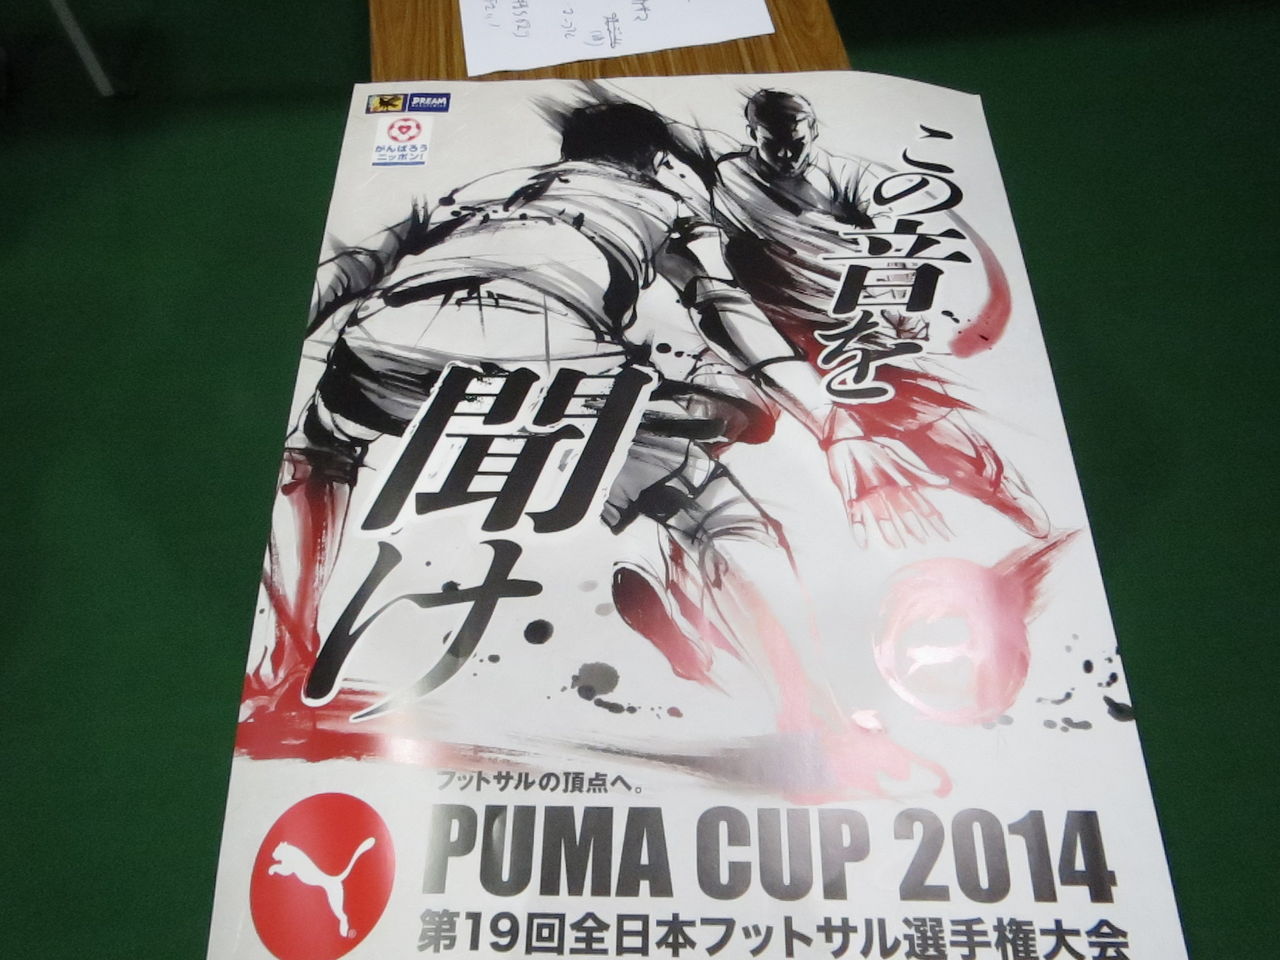 DREAM
がんばろう
ニッポン!
この音を
聞け.
フットサルの頂点へ。
PUMA CUP 2014
第19回全日本フットサル選手権大会